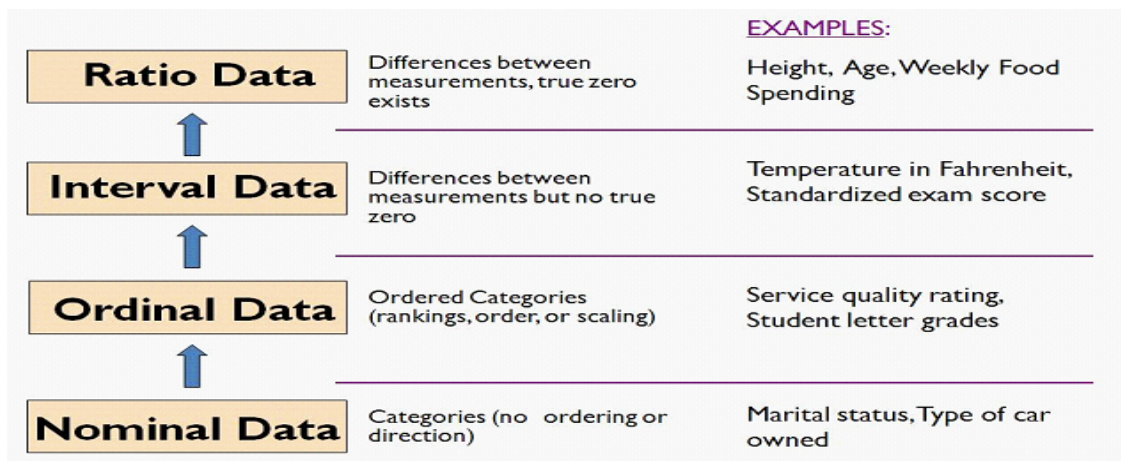 EXAMPLES:
Ratio Data
Differences between
measurements, true zero
exists
Height, Age, Weekly Food
Spending
Interval Data
Differences between
measurements but no true
zero
Temperature in Fahrenheit,
Standardized exam score
Ordinal Data
Ordered Categories
(rankings, order, or scaling)
Service quality rating,
Student letter grades
Nominal Data
Categories (no ordering or
direction)
Marital status, Type of car
owned